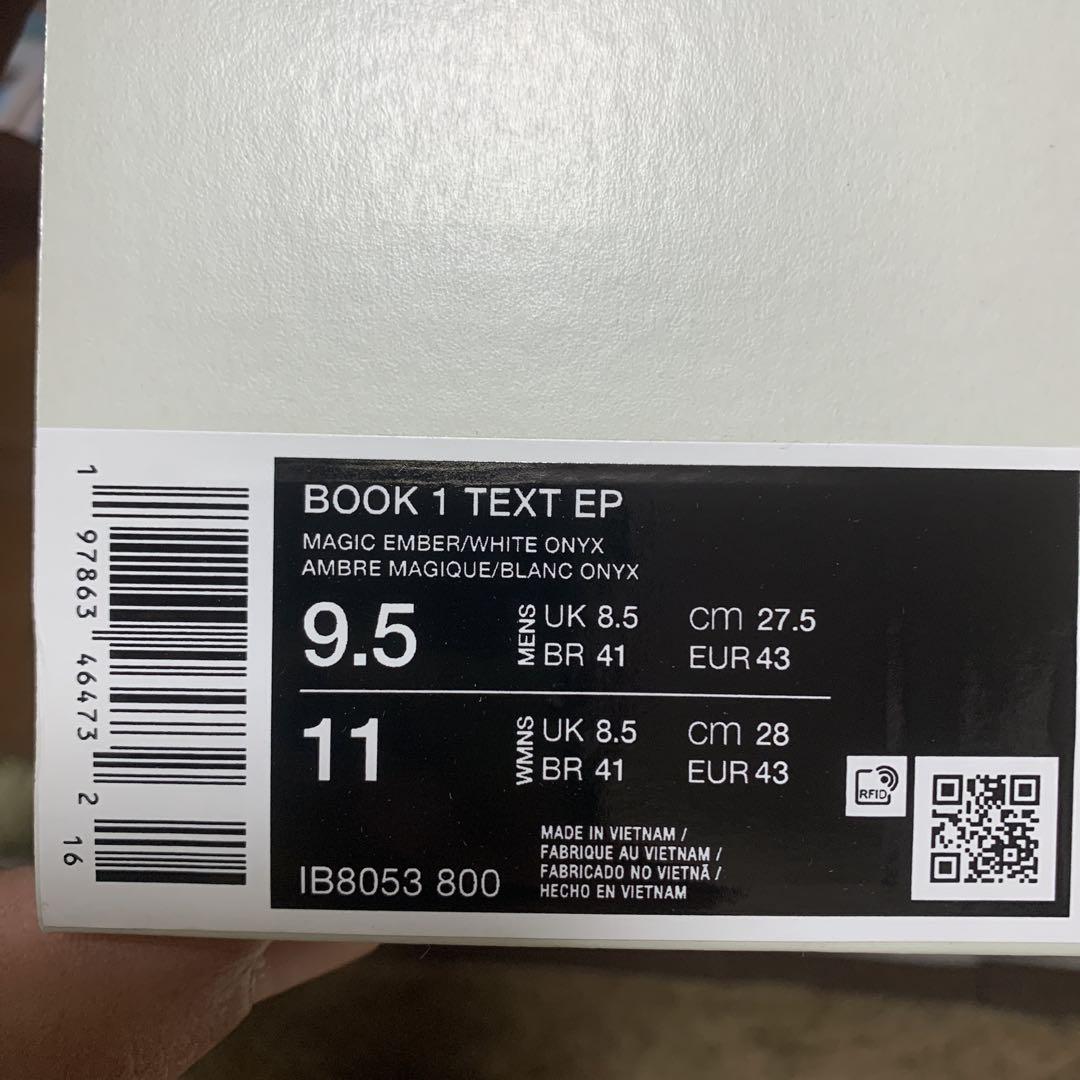 BOOK 1 TEXT EP
MAGIC EMBER/WHITE ONYX
AMBRE MAGIQUE/BLANC ONYX
9.5 MENS UK 8.5 cm 27.5
BR 41 EUR 43
11 WMNS UK 8.5 cm 28
BR 41 EUR 43
RFID
MADE IN VIETNAM /
FABRIQUE AU VIETNAM /
FABRICADO NO VIETNÃ /
HECHO EN VIETNAM
IB8053 800
1 97863 46473 2 16